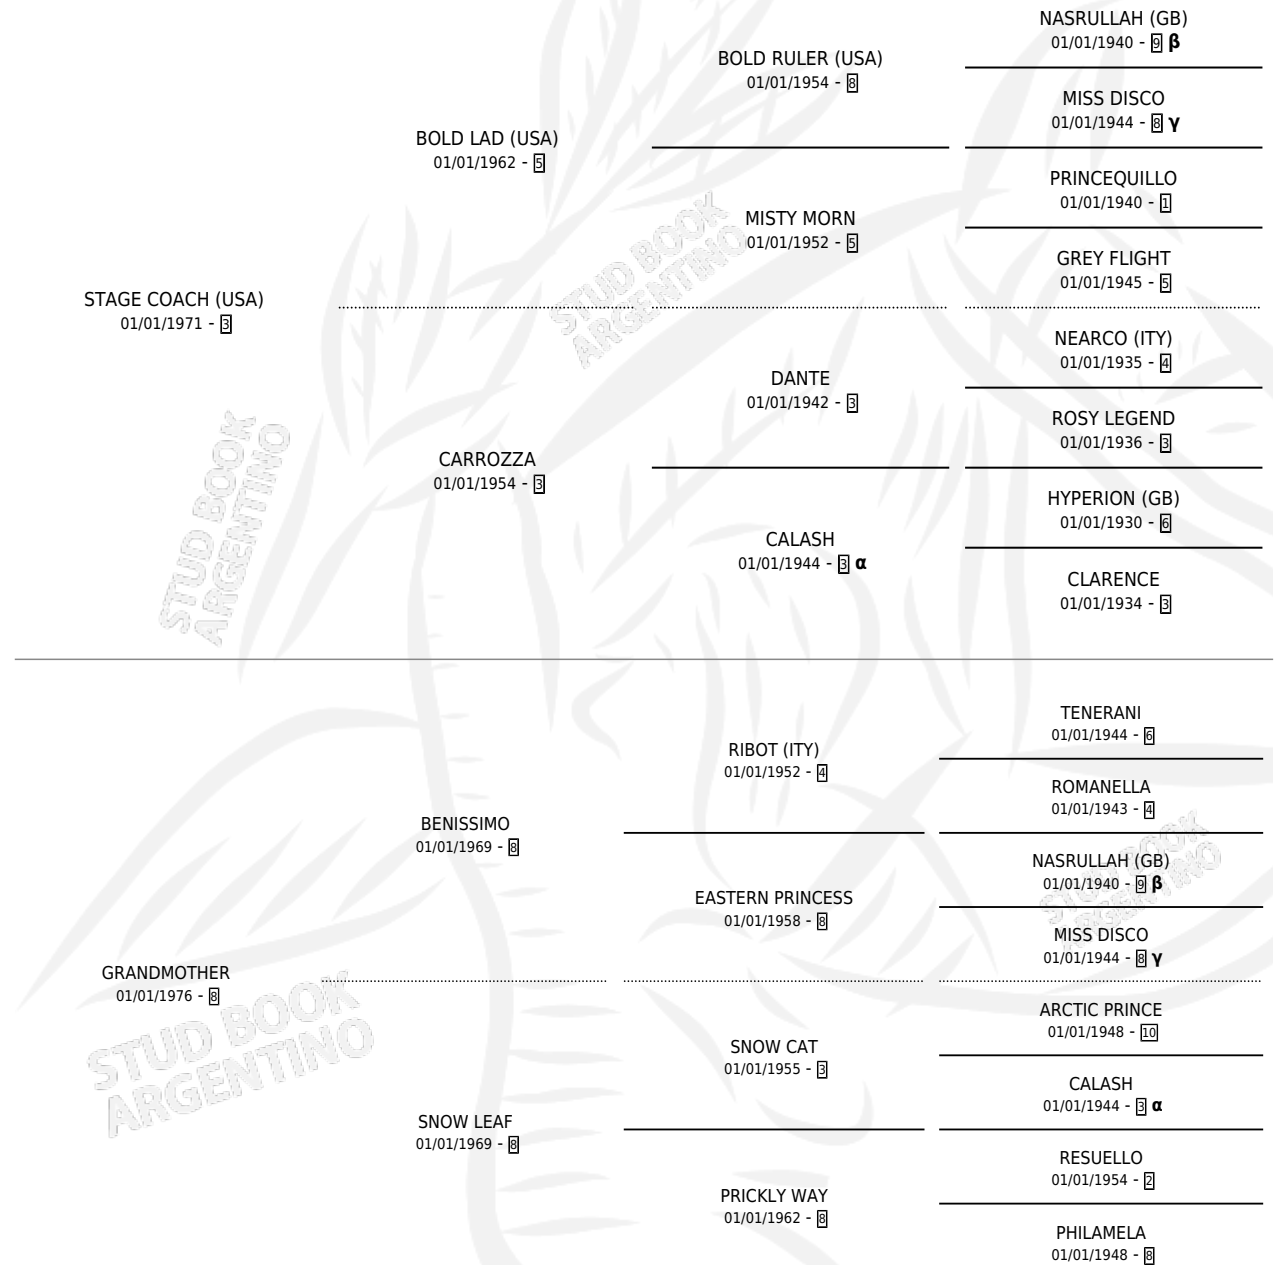 NASRULLAH (GB)
01/01/1940 - 9 β
BOLD RULER (USA)
01/01/1954 - 8
MISS DISCO
01/01/1944 - 8 γ
BOLD LAD (USA)
01/01/1962 - 5
PRINCEQUILLO
01/01/1940 - 1
MISTY MORN
01/01/1952 - 5
GREY FLIGHT
01/01/1945 - 5
STAGE COACH (USA)
01/01/1971 - 3
NEARCO (ITY)
01/01/1935 - 4
DANTE
01/01/1942 - 3
ROSY LEGEND
01/01/1936 - 3
CARROZZA
01/01/1954 - 3
HYPERION (GB)
01/01/1930 - 6
CALASH
01/01/1944 - 3 α
CLARENCE
01/01/1934 - 3
TENERANI
01/01/1944 - 6
RIBOT (ITY)
01/01/1952 - 4
ROMANELLA
01/01/1943 - 4
BENISSIMO
01/01/1969 - 8
NASRULLAH (GB)
01/01/1940 - 9 β
EASTERN PRINCESS
01/01/1958 - 8
MISS DISCO
01/01/1944 - 8 γ
GRANDMOTHER
01/01/1976 - 8
ARCTIC PRINCE
01/01/1948 - 10
SNOW CAT
01/01/1955 - 3
CALASH
01/01/1944 - 3 α
SNOW LEAF
01/01/1969 - 8
RESUELLO
01/01/1954 - 2
PRICKLY WAY
01/01/1962 - 8
PHILAMELA
01/01/1948 - 8
STUD BOOK
ARGENTINO
STUD BOOK
ARGENTINO
STUD BOOK
ARGENTINO
STUD BOOK
ARGENTINO